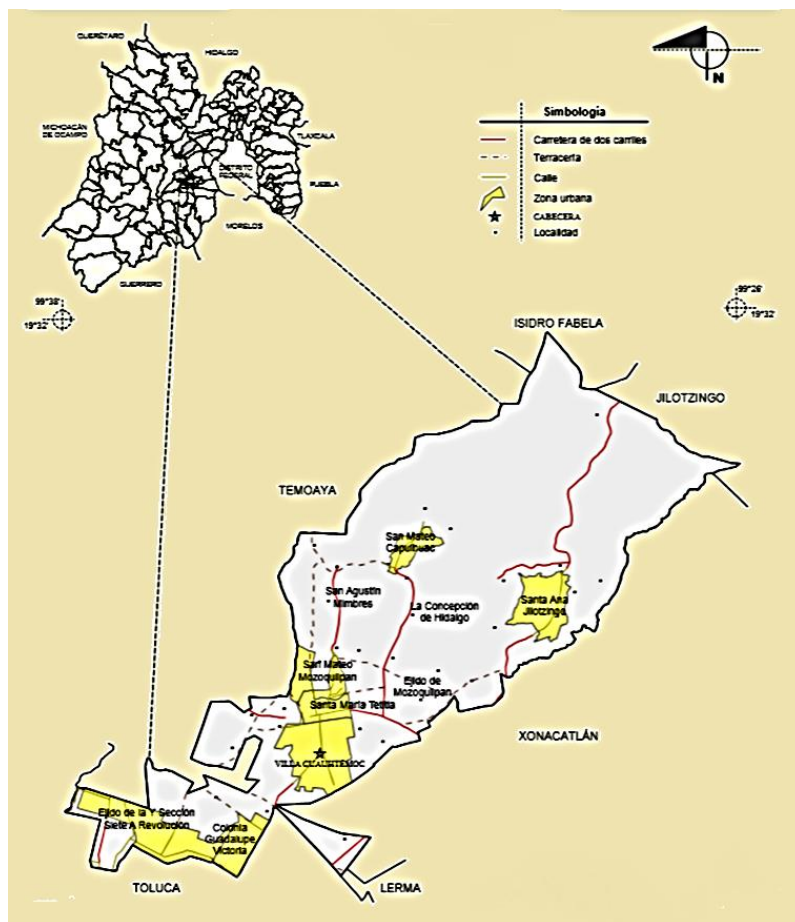 QUERÉTARO
HIDALGO
MICHOACÁN
DE OCAMPO
TLAXCALA
DISTRITO
FEDERAL
PUEBLA
MORELOS
GUERRERO
N
Simbología
Carretera de dos carriles
Terracería
Calle
Zona urbana
CABECERA
Localidad
99°38'
19°32'
99°26'
19°32'
ISIDRO FABELA
JILOTZINGO
TEMOAYA
San Mateo
Capulhuac
San Agustín
Mimbres
La Concepción
de Hidalgo
Santa Ana
Jilotzingo
San Mateo
Mozoquilpan
Ejido de
Mozoquilpan
Santa María Tetitla
XONACATLÁN
VILLA CUAUHTÉMOC
Ejido de la Y Sección
Siete A Revolución
Colonia
Guadalupe
Victoria
TOLUCA
LERMA